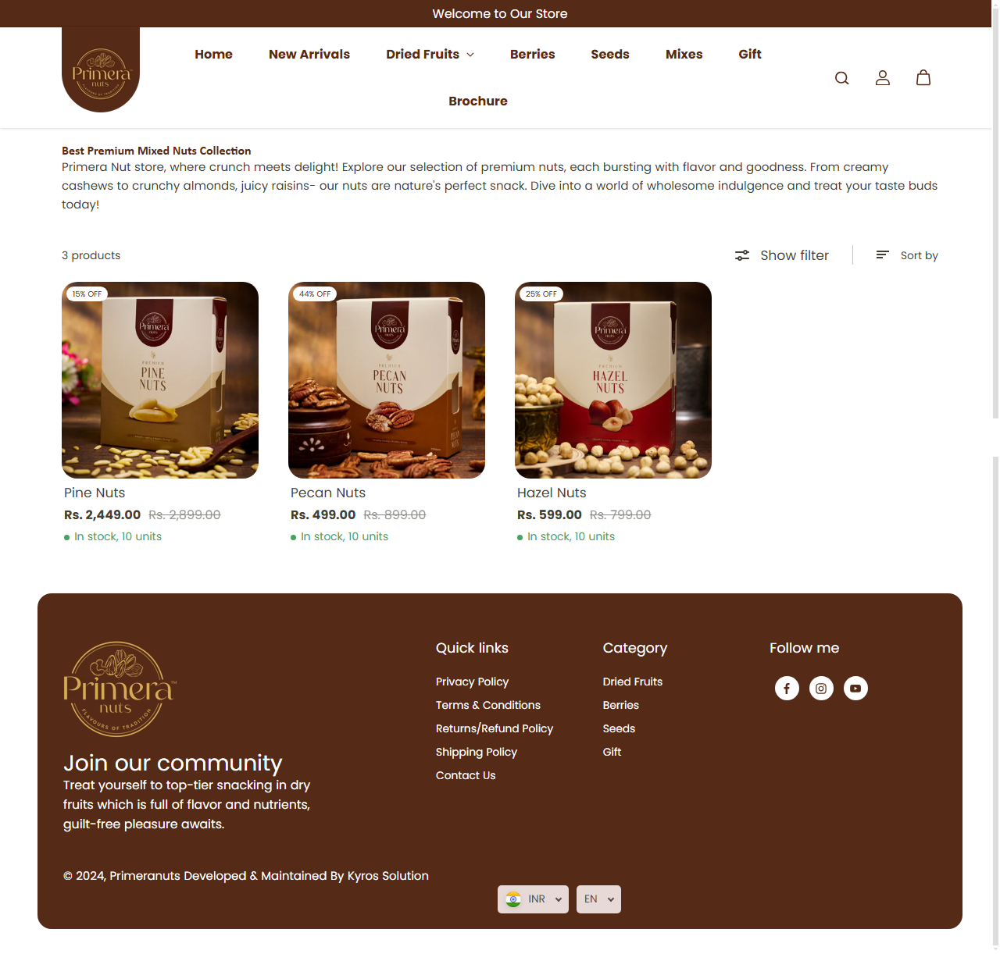 Welcome to Our Store
Primera
nuts
FLAVOURS OF TRADITION
Home New Arrivals Dried Fruits Berries Seeds Mixes Gift
Brochure
Best Premium Mixed Nuts Collection
Primera Nut store, where crunch meets delight! Explore our selection of premium nuts, each bursting with flavor and goodness. From creamy
cashews to crunchy almonds, juicy raisins- our nuts are nature's perfect snack. Dive into a world of wholesome indulgence and treat your taste buds
today!
3 products
Show filter
Sort by
15% OFF
Primera
nuts
PREMIUM
PINE
NUTS
44% OFF
Primera
nuts
PREMIUM
PECAN
NUTS
PECAN
NUTS
25% OFF
Primera
nuts
PREMIUM
HAZEL
NUTS
Pine Nuts
Rs. 2,449.00 Rs. 2,899.00
In stock, 10 units
Pecan Nuts
Rs. 499.00 Rs. 899.00
In stock, 10 units
Hazel Nuts
Rs. 599.00 Rs. 799.00
In stock, 10 units
Primera™
nuts
FLAVOURS OF TRADITION
Join our community
Treat yourself to top-tier snacking in dry
fruits which is full of flavor and nutrients,
guilt-free pleasure awaits.
Quick links
Privacy Policy
Terms & Conditions
Returns/Refund Policy
Shipping Policy
Contact Us
Category
Dried Fruits
Berries
Seeds
Gift
Follow me
© 2024, Primeranuts Developed & Maintained By Kyros Solution
INR
EN